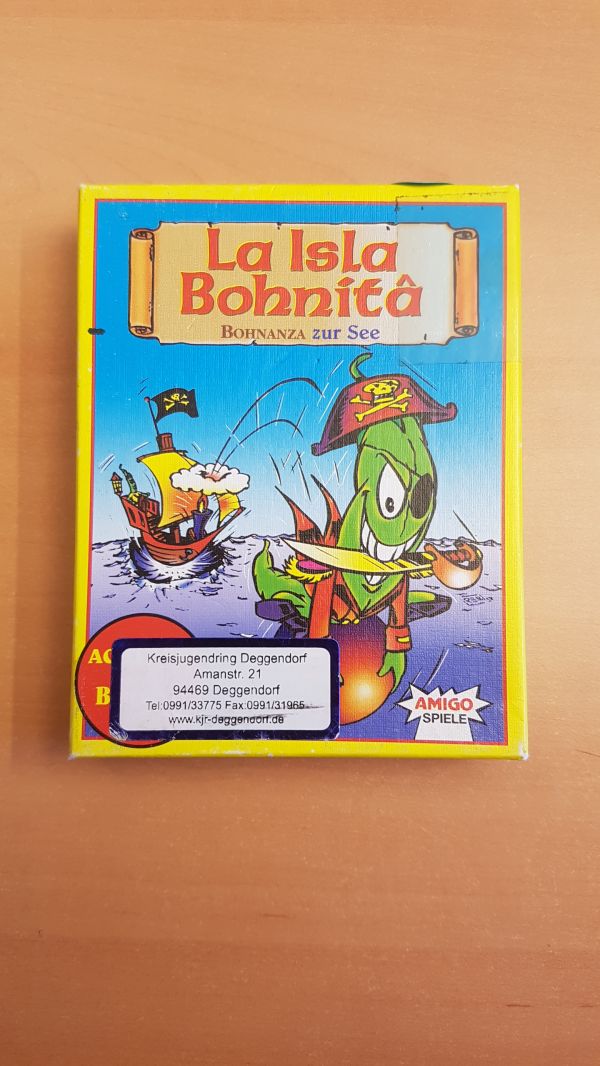 La Isla
Bohnitâ
Bohnanza zur See
Kreisjugendring Deggendorf
Amanstr. 21
94469 Deggendorf
Tel:0991/33775 Fax:0991/31965
www.kjr-deggendorf.de
AMIGO
SPIELE